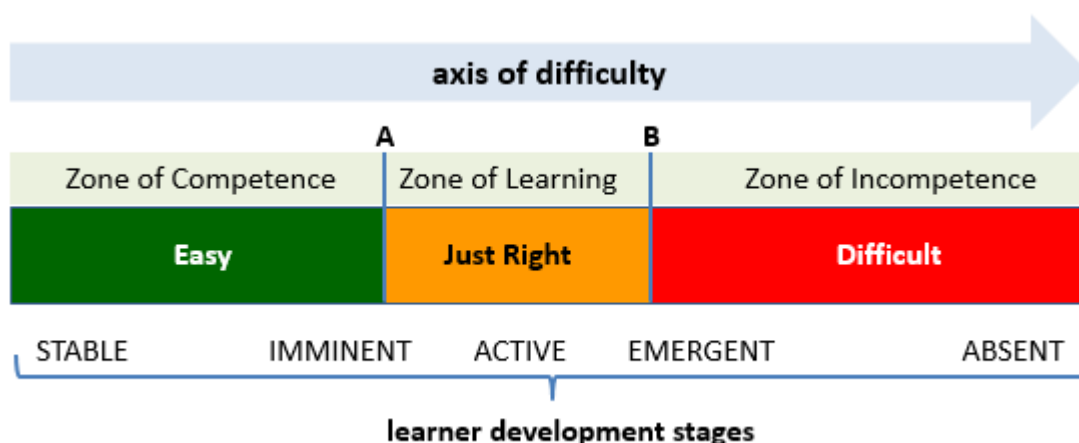 axis of difficulty
A B
Zone of Competence Zone of Learning Zone of Incompetence
Easy Just Right Difficult
STABLE IMMINENT ACTIVE EMERGENT ABSENT
learner development stages